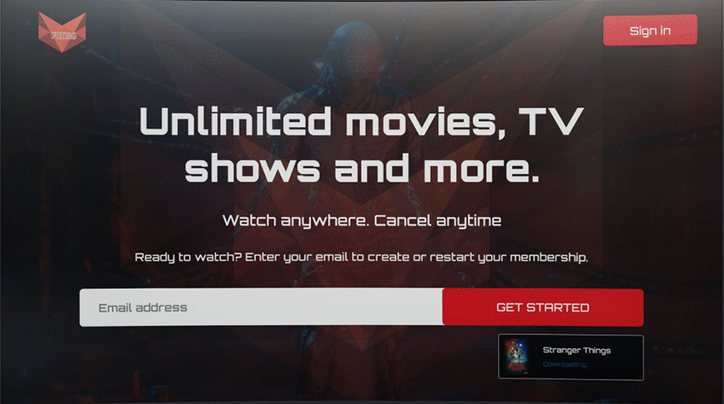 Sign in
Unlimited movies, TV
shows and more.
Watch anywhere. Cancel anytime
Ready to watch? Enter your email to create or restart your membership.
Email address
GET STARTED
Stranger Things
Downloading...